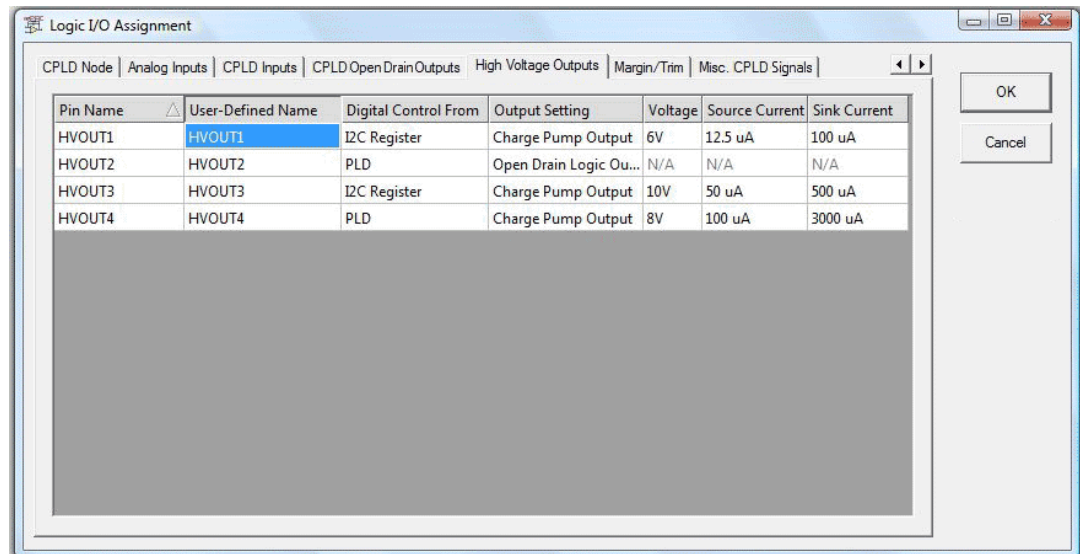 Logic I/O Assignment
CPLD Node Analog Inputs CPLD Inputs CPLD Open Drain Outputs High Voltage Outputs Margin/Trim Misc. CPLD Signals
OK
Cancel
Pin Name User-Defined Name Digital Control From Output Setting Voltage Source Current Sink Current
HVOUT1 HVOUT1 I2C Register Charge Pump Output 6V 12.5 uA 100 uA
HVOUT2 HVOUT2 PLD Open Drain Logic Ou... N/A N/A N/A
HVOUT3 HVOUT3 I2C Register Charge Pump Output 10V 50 uA 500 uA
HVOUT4 HVOUT4 PLD Charge Pump Output 8V 100 uA 3000 uA